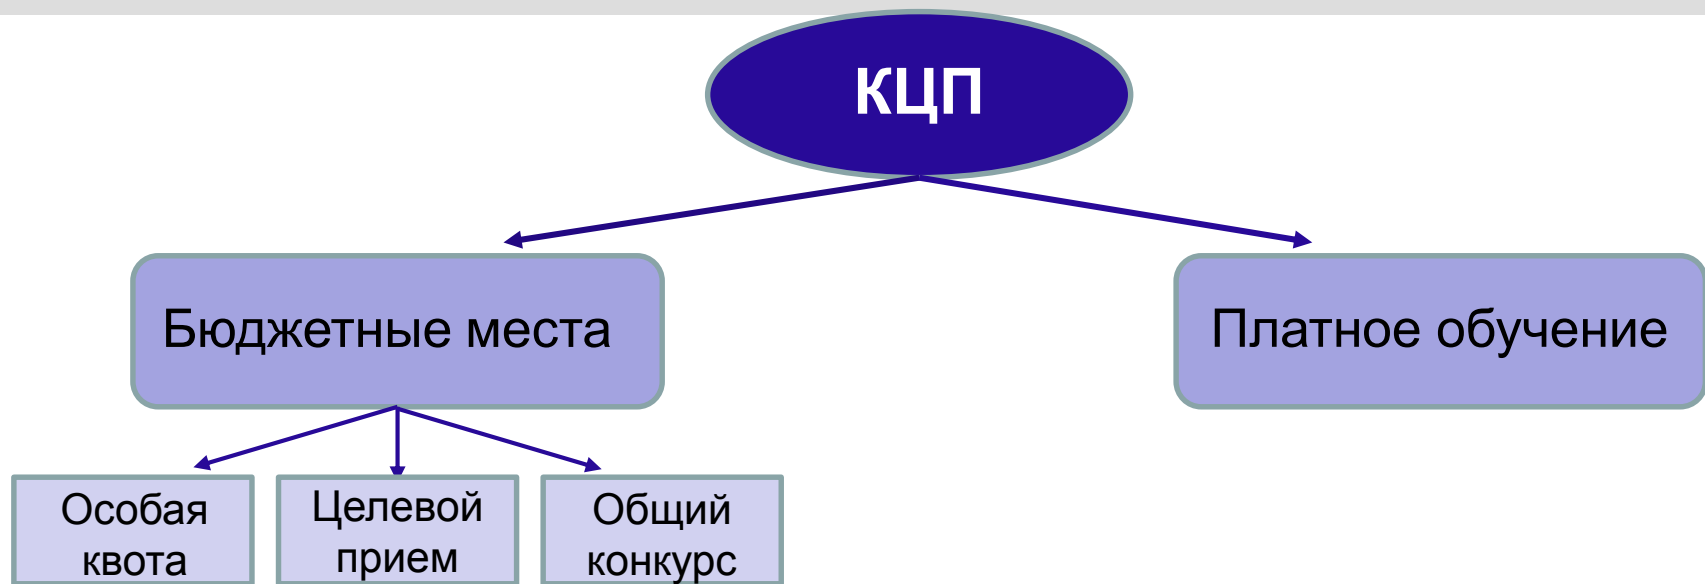 КЦП
Бюджетные места
Платное обучение
Особая
квота
Целевой
прием
Общий
конкурс